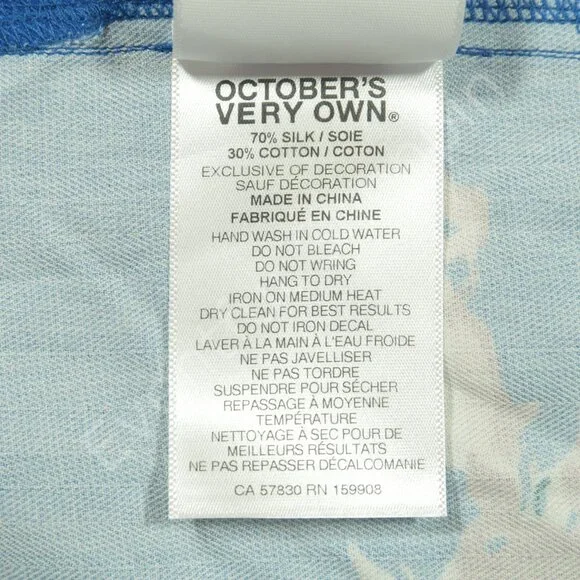 OCTOBER'S
VERY OWN®
70% SILK / SOIE
30% COTTON / COTON
EXCLUSIVE OF DECORATION
SAUF DÉCORATION
MADE IN CHINA
FABRIQUÉ EN CHINE
HAND WASH IN COLD WATER
DO NOT BLEACH
DO NOT WRING
HANG TO DRY
IRON ON MEDIUM HEAT
DRY CLEAN FOR BEST RESULTS
DO NOT IRON DECAL
LAVER À LA MAIN À L'EAU FROIDE
NE PAS JAVELLISER
NE PAS TORDRE
SUSPENDRE POUR SÉCHER
REPASSAGE À MOYENNE
TEMPÉRATURE
NETTOYAGE À SEC POUR DE
MEILLEURS RÉSULTATS
NE PAS REPASSER DÉCALCOMANIE
CA 57830 RN 159908